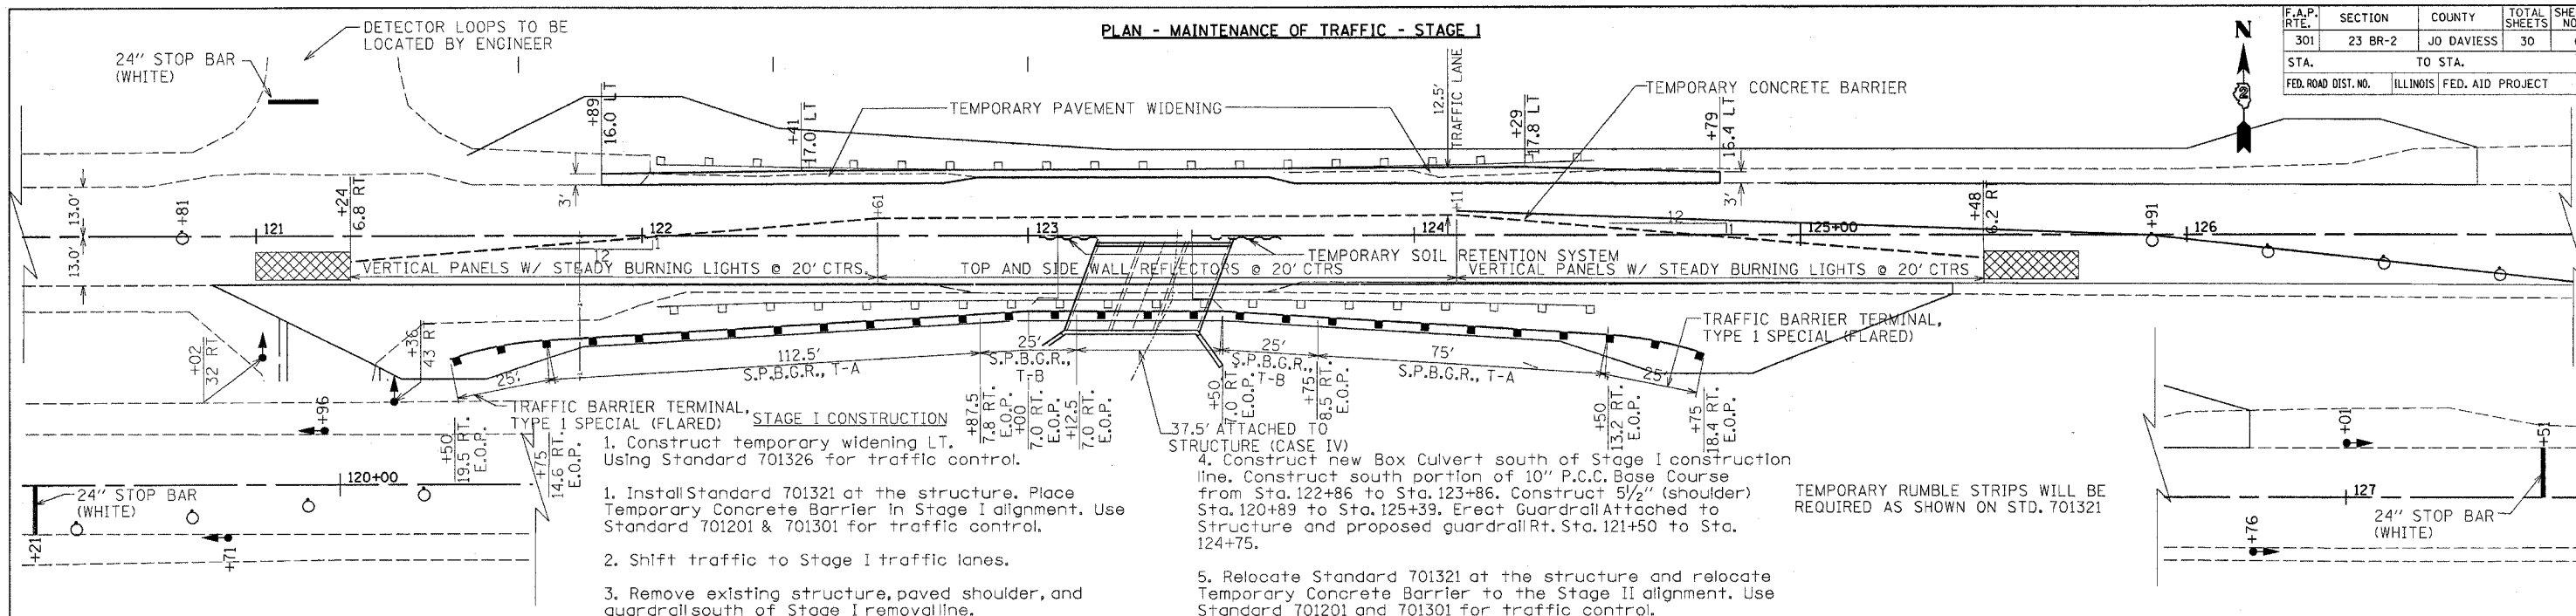 PLAN - MAINTENANCE OF TRAFFIC - STAGE 1
F.A.P. RTE. SECTION COUNTY TOTAL SHEETS
301 23 BR-2 JO DAVIESS 30
STA. TO STA.
FED. ROAD DIST. NO. ILLINOIS FED. AID PROJECT
N
2
DETECTOR LOOPS TO BE
LOCATED BY ENGINEER
24" STOP BAR
(WHITE)
+89
16.0 LT
+41
17.0 LT
TEMPORARY PAVEMENT WIDENING
12.5'
TRAFFIC LANE
+29
17.8 LT
TEMPORARY CONCRETE BARRIER
+79
16.4 LT
3'
3'
13.0'
13.0'
+81
121
+24
6.8 RT
122
+61
123
124
+11
125+00
+48
6.2 R
+91
126
12
1
12
1
TEMPORARY SOIL RETENTION SYSTEM
VERTICAL PANELS W/ STEADY BURNING LIGHTS @ 20' CTRS.
TOP AND SIDE WALL REFLECTORS @ 20' CTRS
VERTICAL PANELS W/ STEADY BURNING LIGHTS @ 20' CTRS
+02
32 RT
+36
43 RT
25'
112.5'
S.P.B.G.R., T-A
25'
S.P.B.G.R.,
T-B
25'
S.P.B.G.R.,
T-B
75'
S.P.B.G.R., T-A
25'
TRAFFIC BARRIER TERMINAL,
TYPE 1 SPECIAL (FLARED)
TRAFFIC BARRIER TERMINAL,
TYPE 1 SPECIAL (FLARED)
+50
19.5 RT.
E.O.P.
+75
14.6 RT.
E.O.P.
+87.5
7.8 RT.
E.O.P.
+00
7.0 RT.
E.O.P.
+12.5
7.0 RT.
E.O.P.
37.5' ATTACHED TO
STRUCTURE (CASE IV)
+50
7.0 RT
E.O.P.
+75
8.5 RT.
E.O.P.
+50
13.2 RT.
E.O.P.
+75
18.4 RT.
E.O.P.
+96
120+00
24" STOP BAR
(WHITE)
+21
+71
STAGE I CONSTRUCTION
1. Construct temporary widening LT.
Using Standard 701326 for traffic control.
1. Install Standard 701321 at the structure. Place
Temporary Concrete Barrier in Stage I alignment. Use
Standard 701201 & 701301 for traffic control.
2. Shift traffic to Stage I traffic lanes.
3. Remove existing structure, paved shoulder, and
guardrail south of Stage I removal line.
4. Construct new Box Culvert south of Stage I construction
line. Construct south portion of 10" P.C.C. Base Course
from Sta. 122+86 to Sta. 123+86. Construct 5½" (shoulder)
Sta. 120+89 to Sta. 125+39. Erect Guardrail Attached to
Structure and proposed guardrail Rt. Sta. 121+50 to Sta.
124+75.
5. Relocate Standard 701321 at the structure and relocate
Temporary Concrete Barrier to the Stage II alignment. Use
Standard 701201 and 701301 for traffic control.
TEMPORARY RUMBLE STRIPS WILL BE
REQUIRED AS SHOWN ON STD. 701321
+01
+51
127
24" STOP BAR
(WHITE)
+76